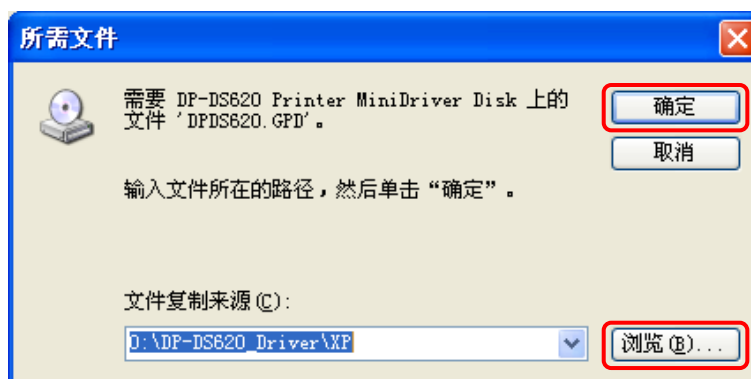 所需文件
需要 DP-DS620 Printer MiniDriver Disk 上的
文件 'DPDS620.GPD'。
确定
取消
输入文件所在的路径，然后单击“确定”。
文件复制来源(C):
D:\DP-DS620_Driver\XP
浏览(B)...